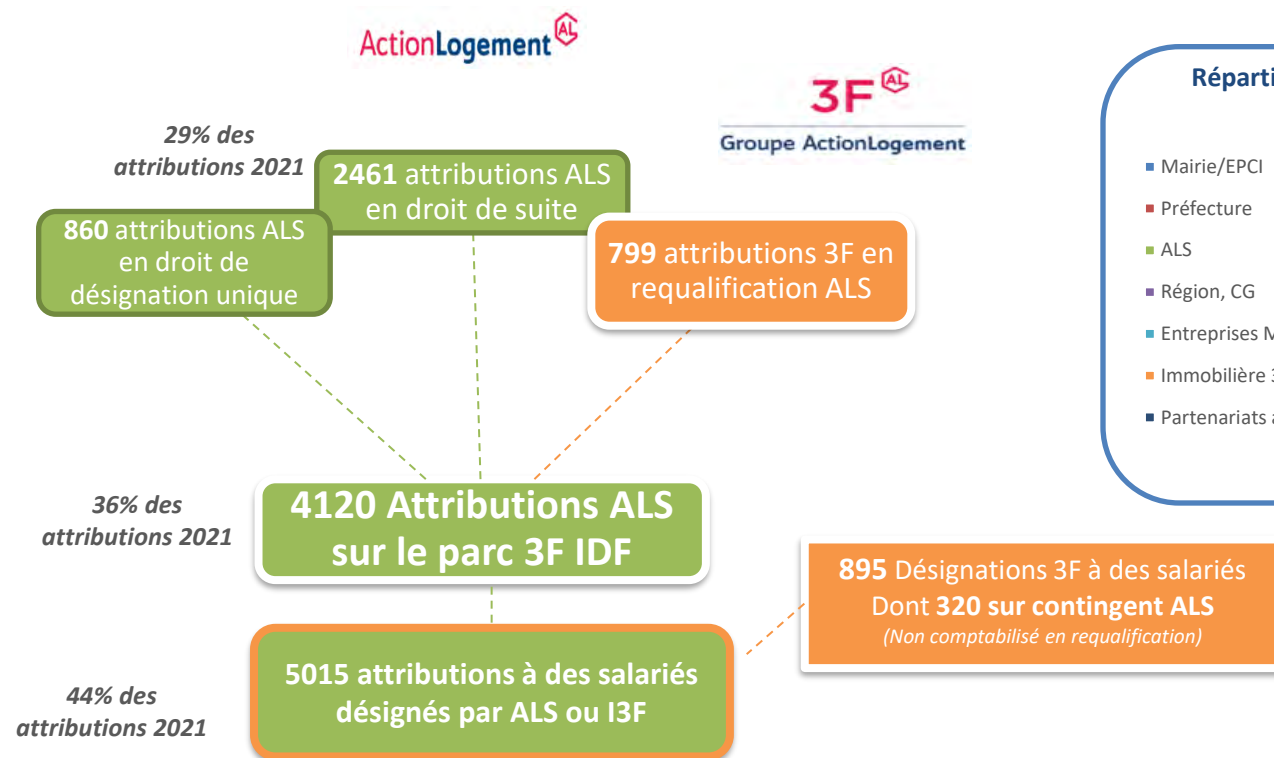 ActionLogement AL
3F AL
Groupe ActionLogement
29% des
attributions 2021
2461 attributions ALS
en droit de suite
860 attributions ALS
en droit de
désignation unique
799 attributions 3F en
requalification ALS
36% des
attributions 2021
4120 Attributions ALS
sur le parc 3F IDF
895 Désignations 3F à des salariés
Dont 320 sur contingent ALS
(Non comptabilisé en requalification)
5015 attributions à des salariés
désignés par ALS ou I3F
44% des
attributions 2021
Réparti
Mairie/EPCI
Préfecture
ALS
Région, CG
Entreprises
Immobilière
Partenariats